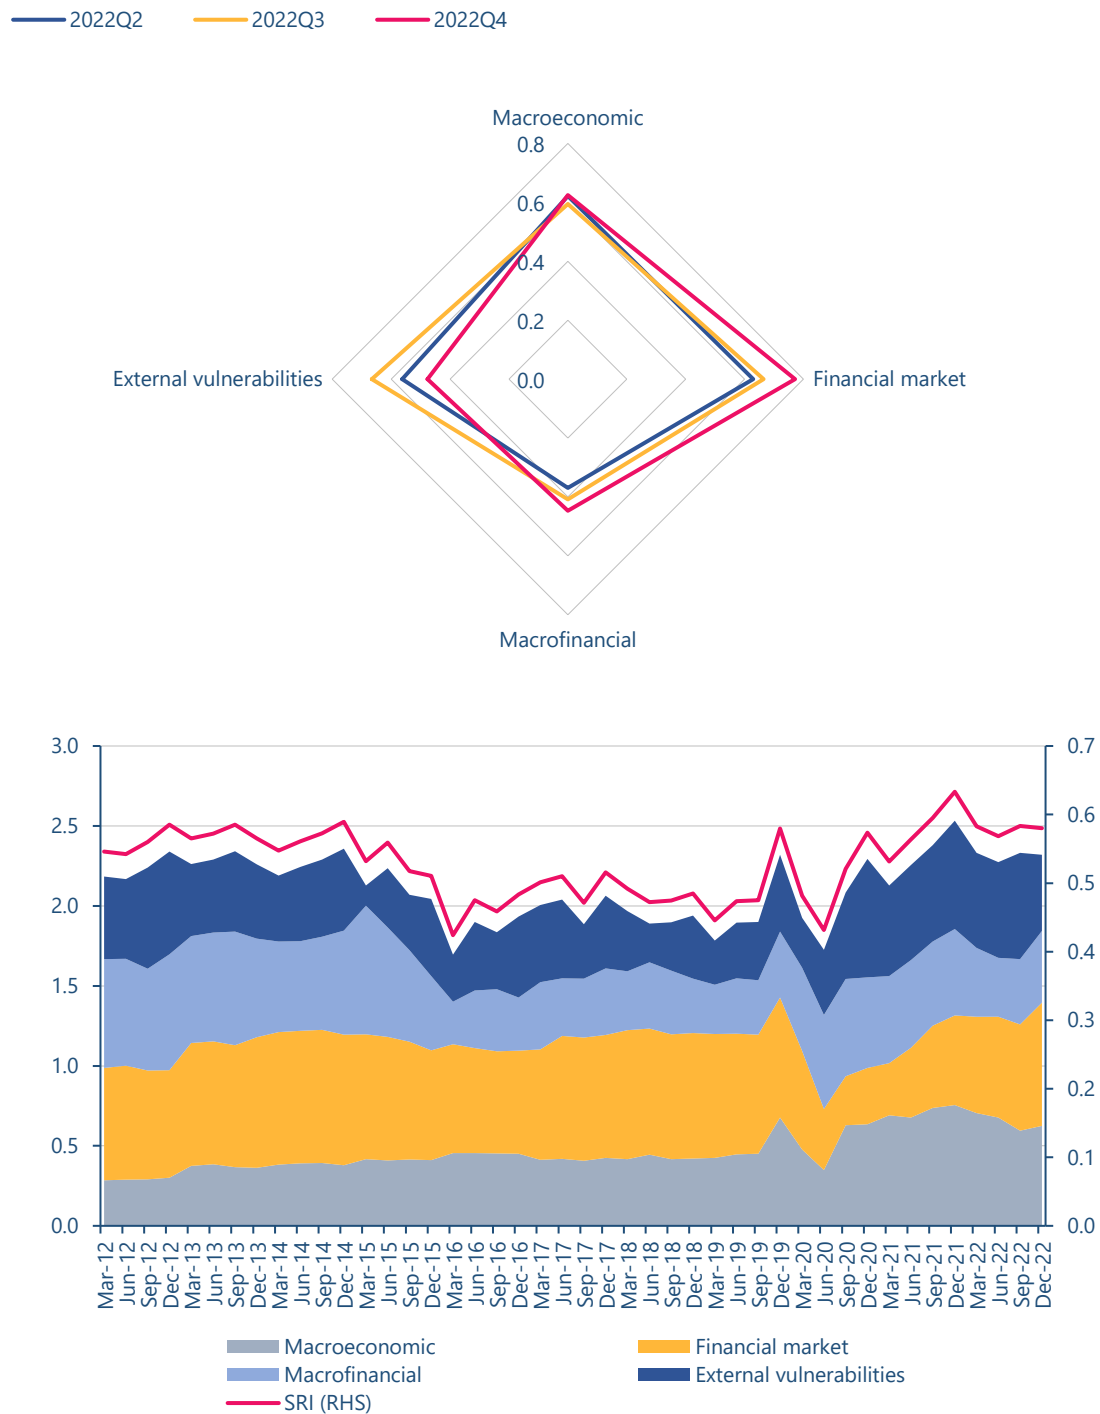 2022Q2 2022Q3 2022Q4
Macroeconomic
0.8
0.6
0.4
0.2
External vulnerabilities 0.0 Financial market
Macrofinancial
3.0 0.7
2.5 0.6
2.0 0.5
0.4
1.5 0.3
1.0 0.2
0.5 0.1
0.0 0.0
Mar-12
Jun-12
Sep-12
Dec-12
Mar-13
Jun-13
Sep-13
Dec-13
Mar-14
Jun-14
Sep-14
Dec-14
Mar-15
Jun-15
Sep-15
Dec-15
Mar-16
Jun-16
Sep-16
Dec-16
Mar-17
Jun-17
Sep-17
Dec-17
Mar-18
Jun-18
Sep-18
Dec-18
Mar-19
Jun-19
Sep-19
Dec-19
Mar-20
Jun-20
Sep-20
Dec-20
Mar-21
Jun-21
Sep-21
Dec-21
Mar-22
Jun-22
Sep-22
Dec-22
Macroeconomic Financial market
Macrofinancial External vulnerabilities
SRI (RHS)